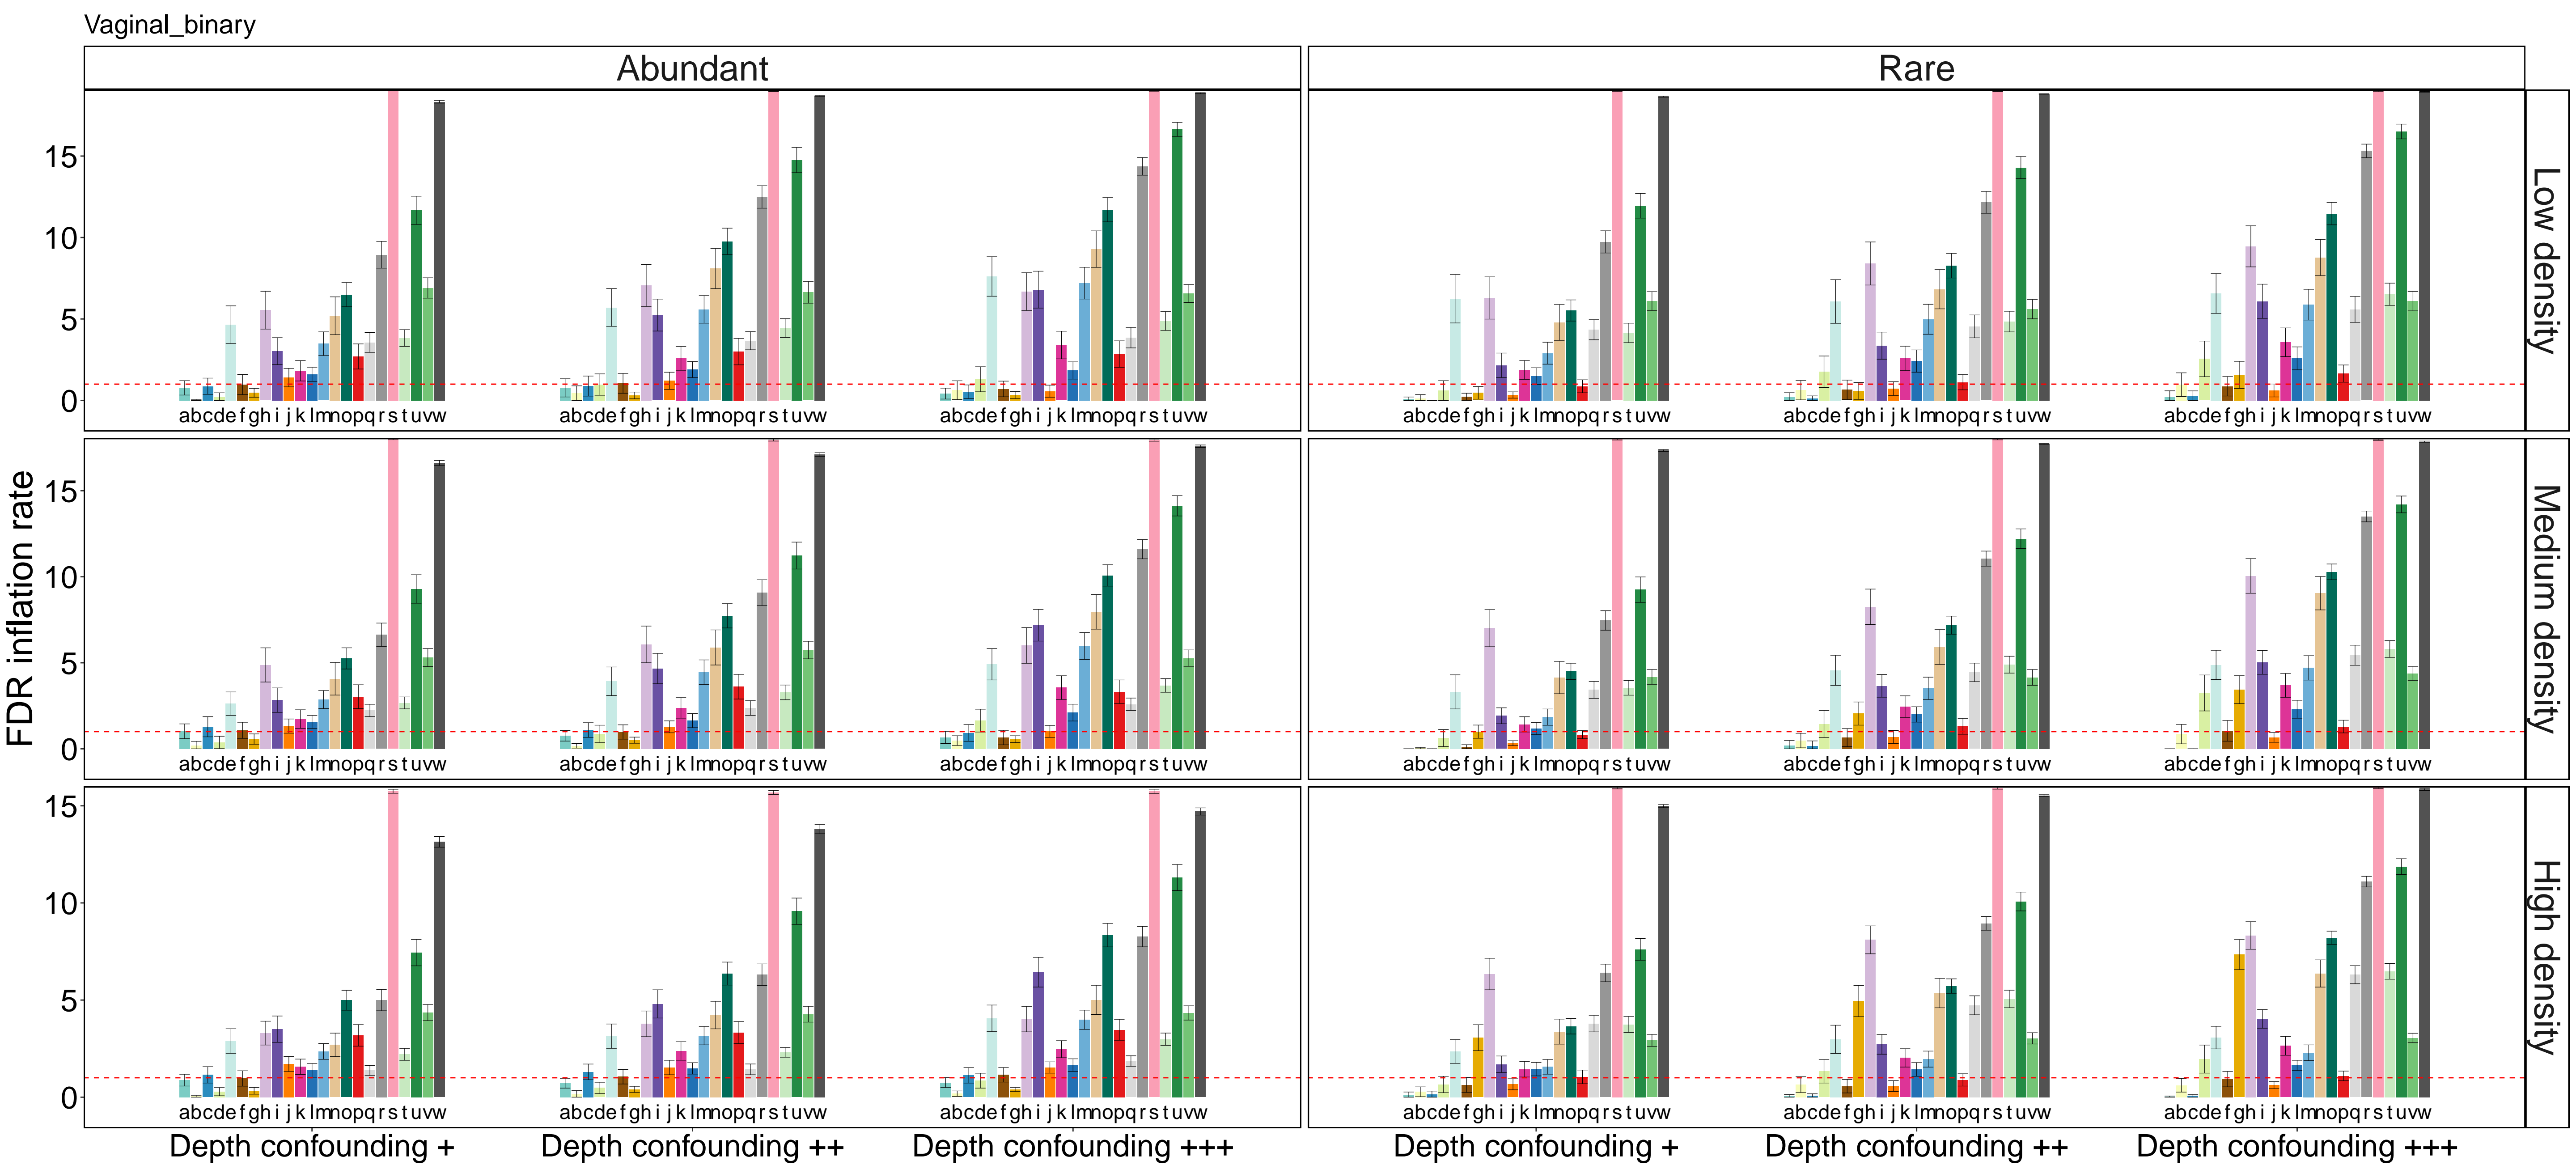 Vaginal_binary
Abundant
Rare
FDR inflation rate
15
10
5
0
Low density
abcdefghijklmnopqrstuvw abcdefghijklmnopqrstuvw abcdefghijklmnopqrstuvw abcdefghijklmnopqrstuvw abcdefghijklmnopqrstuvw abcdefghijklmnopqrstuvw
15
10
5
0
Medium density
abcdefghijklmnopqrstuvw abcdefghijklmnopqrstuvw abcdefghijklmnopqrstuvw abcdefghijklmnopqrstuvw abcdefghijklmnopqrstuvw abcdefghijklmnopqrstuvw
15
10
5
0
High density
abcdefghijklmnopqrstuvw abcdefghijklmnopqrstuvw abcdefghijklmnopqrstuvw abcdefghijklmnopqrstuvw abcdefghijklmnopqrstuvw abcdefghijklmnopqrstuvw
Depth confounding + Depth confounding ++ Depth confounding +++ Depth confounding + Depth confounding ++ Depth confounding +++